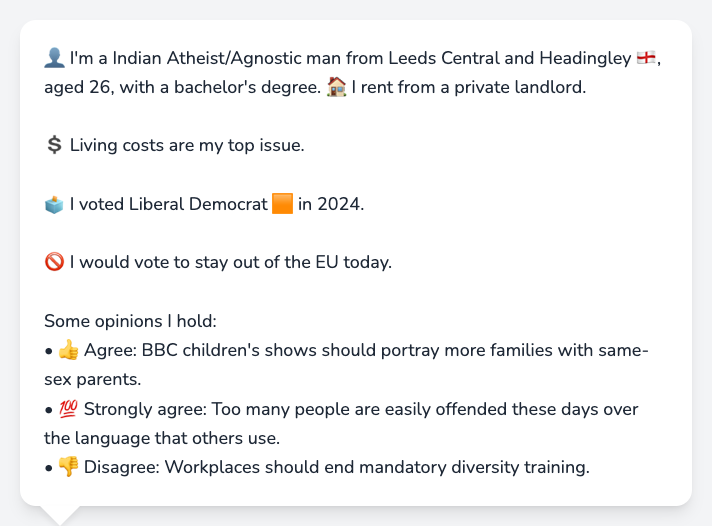 👤 I'm a Indian Atheist/Agnostic man from Leeds Central and Headingley 🏴󠁧󠁢󠁥󠁮󠁧󠁿,
aged 26, with a bachelor's degree. 🏠 I rent from a private landlord.
💲 Living costs are my top issue.
🗳️ I voted Liberal Democrat 🟧 in 2024.
🚫 I would vote to stay out of the EU today.
Some opinions I hold:
• 👍 Agree: BBC children's shows should portray more families with same-
sex parents.
• 💯 Strongly agree: Too many people are easily offended these days over
the language that others use.
• 👎 Disagree: Workplaces should end mandatory diversity training.